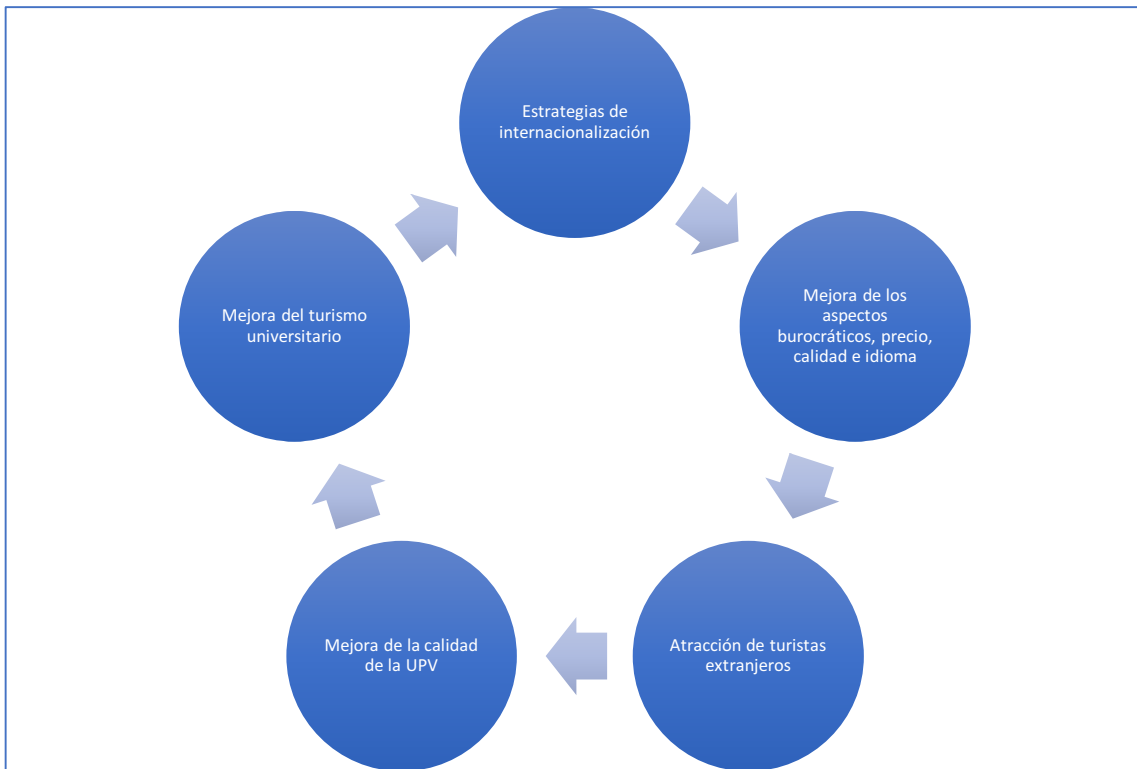 Estrategias de
internacionalización
Mejora de los
aspectos
burocráticos, precio,
calidad e idioma
Atracción de turistas
extranjeros
Mejora de la calidad
de la UPV
Mejora del turismo
universitario